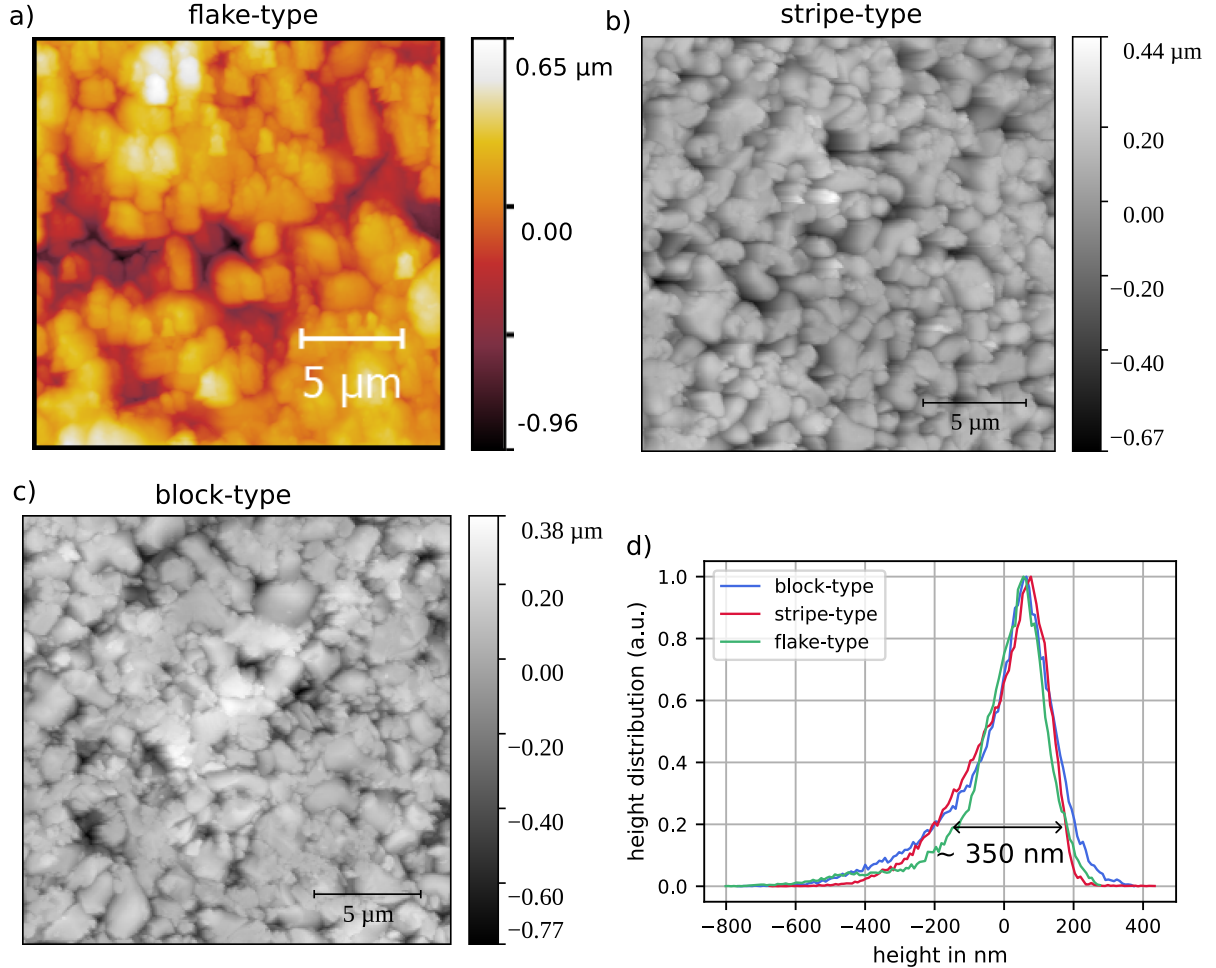 a)
flake-type
0.65 µm
0.00
-0.96
5 µm
b)
stripe-type
0.44 µm
0.20
0.00
−0.20
−0.40
−0.67
5 µm
c)
block-type
0.38 µm
0.20
0.00
−0.20
−0.40
−0.60
−0.77
5 µm
d)
block-type
stripe-type
flake-type
height distribution (a.u.)
1.0
0.8
0.6
0.4
0.2
0.0
~ 350 nm
−800 −600 −400 −200 0 200 400
height in nm